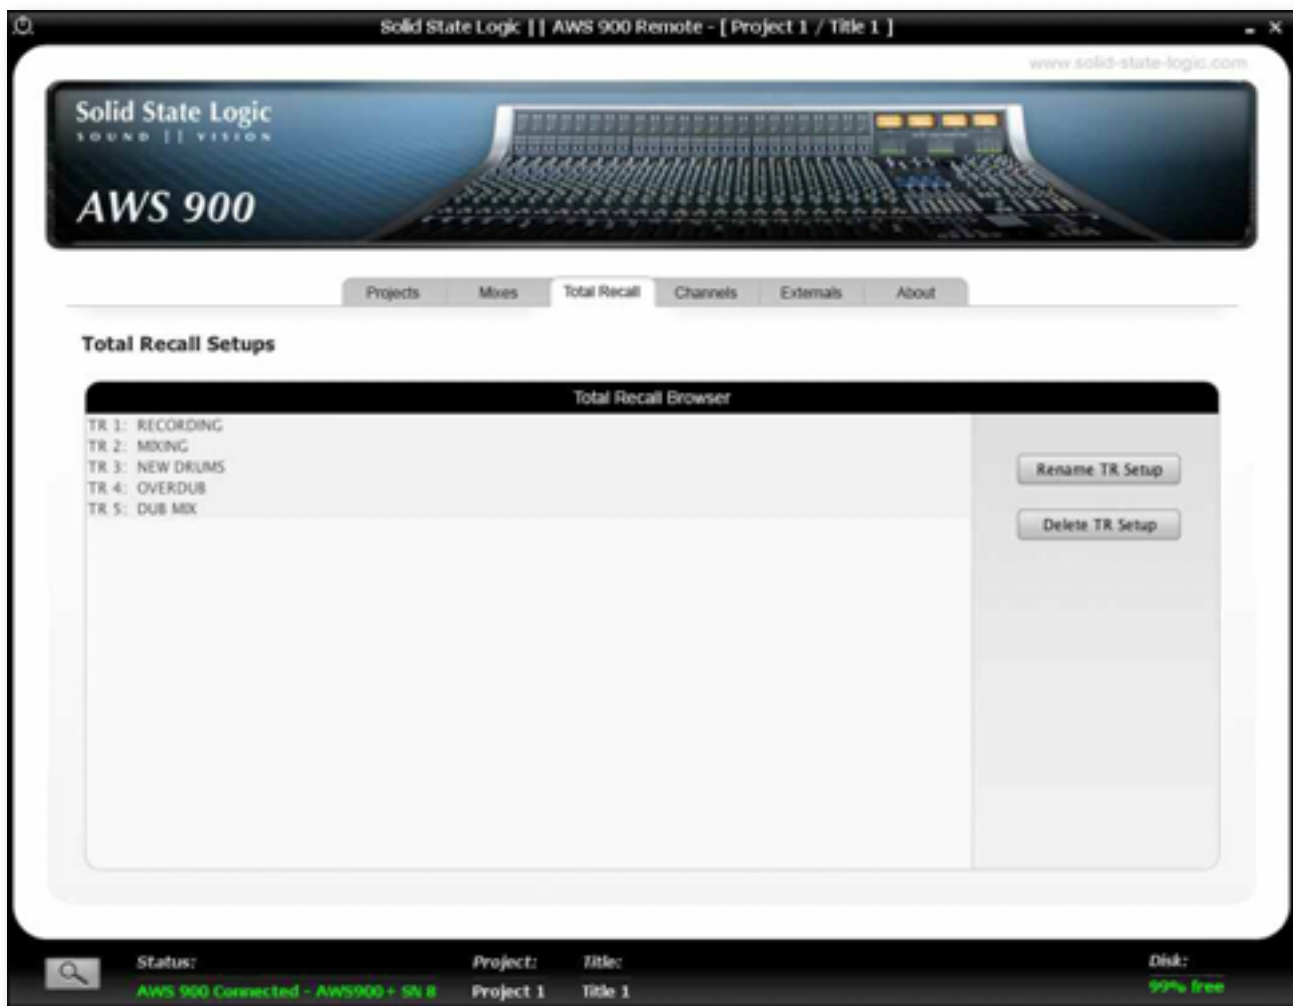 Solid State Logic || AWS 900 Remote - [ Project 1 / Title 1 ]
www.solid-state-logic.com
Solid State Logic
SOUND || VISION
AWS 900
Projects Mixes Total Recall Channels Externals About
Total Recall Setups
Total Recall Browser
TR 1: RECORDING
TR 2: MIXING
TR 3: NEW DRUMS
TR 4: OVERDUB
TR 5: DUB MIX
Rename TR Setup
Delete TR Setup
Status: Project: Title: Disk:
AWS 900 Connected - AWS900+ SN 8 Project 1 Title 1 99% free